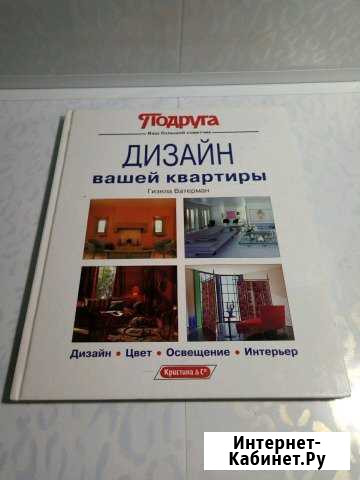 Подруга
Ваш большой советчик
ДИЗАЙН
вашей квартиры
Гизела Ватерман
Дизайн • Цвет • Освещение • Интерьер
Кристина & Cº
Интернет-
Кабинет.Ру